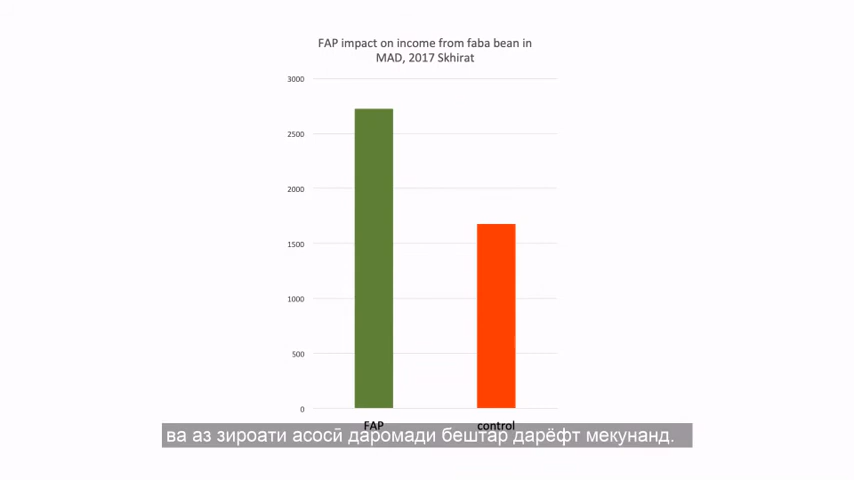 FAP impact on income from faba bean in
MAD, 2017 Skhirat
3000
2500
2000
1500
1000
500
0
FAP control
ва аз зироати асосӣ даромади бештар дарёфт мекунанд.